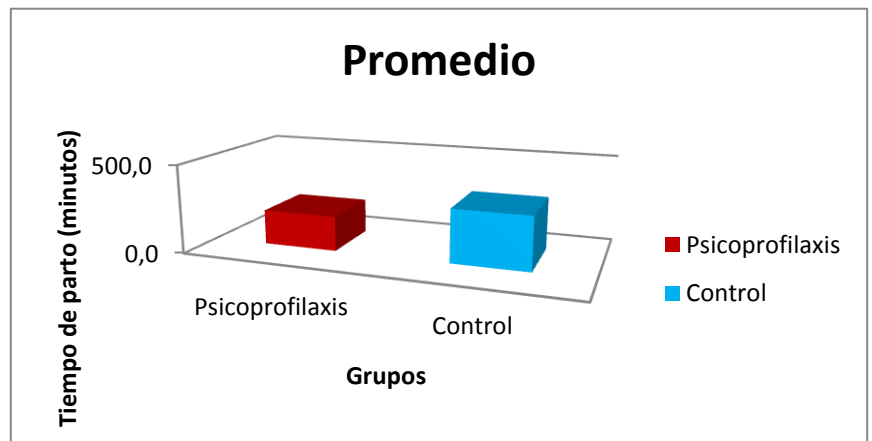 Promedio
Tiempo de parto (minutos)
500,0
0,0
Psicoprofilaxis
Control
Grupos
Psicoprofilaxis
Control